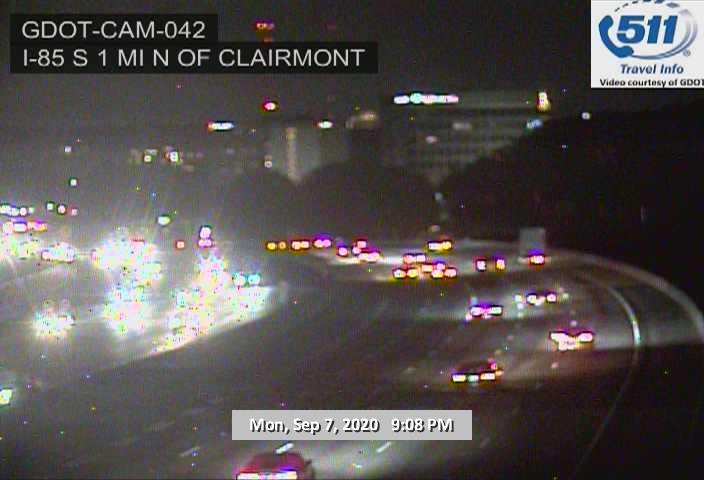 GDOT-CAM-042
I-85 S 1 MI N OF CLAIRMONT
511
Travel Info
Video courtesy of GDOT
Mon, Sep 7, 2020 9:08 PM